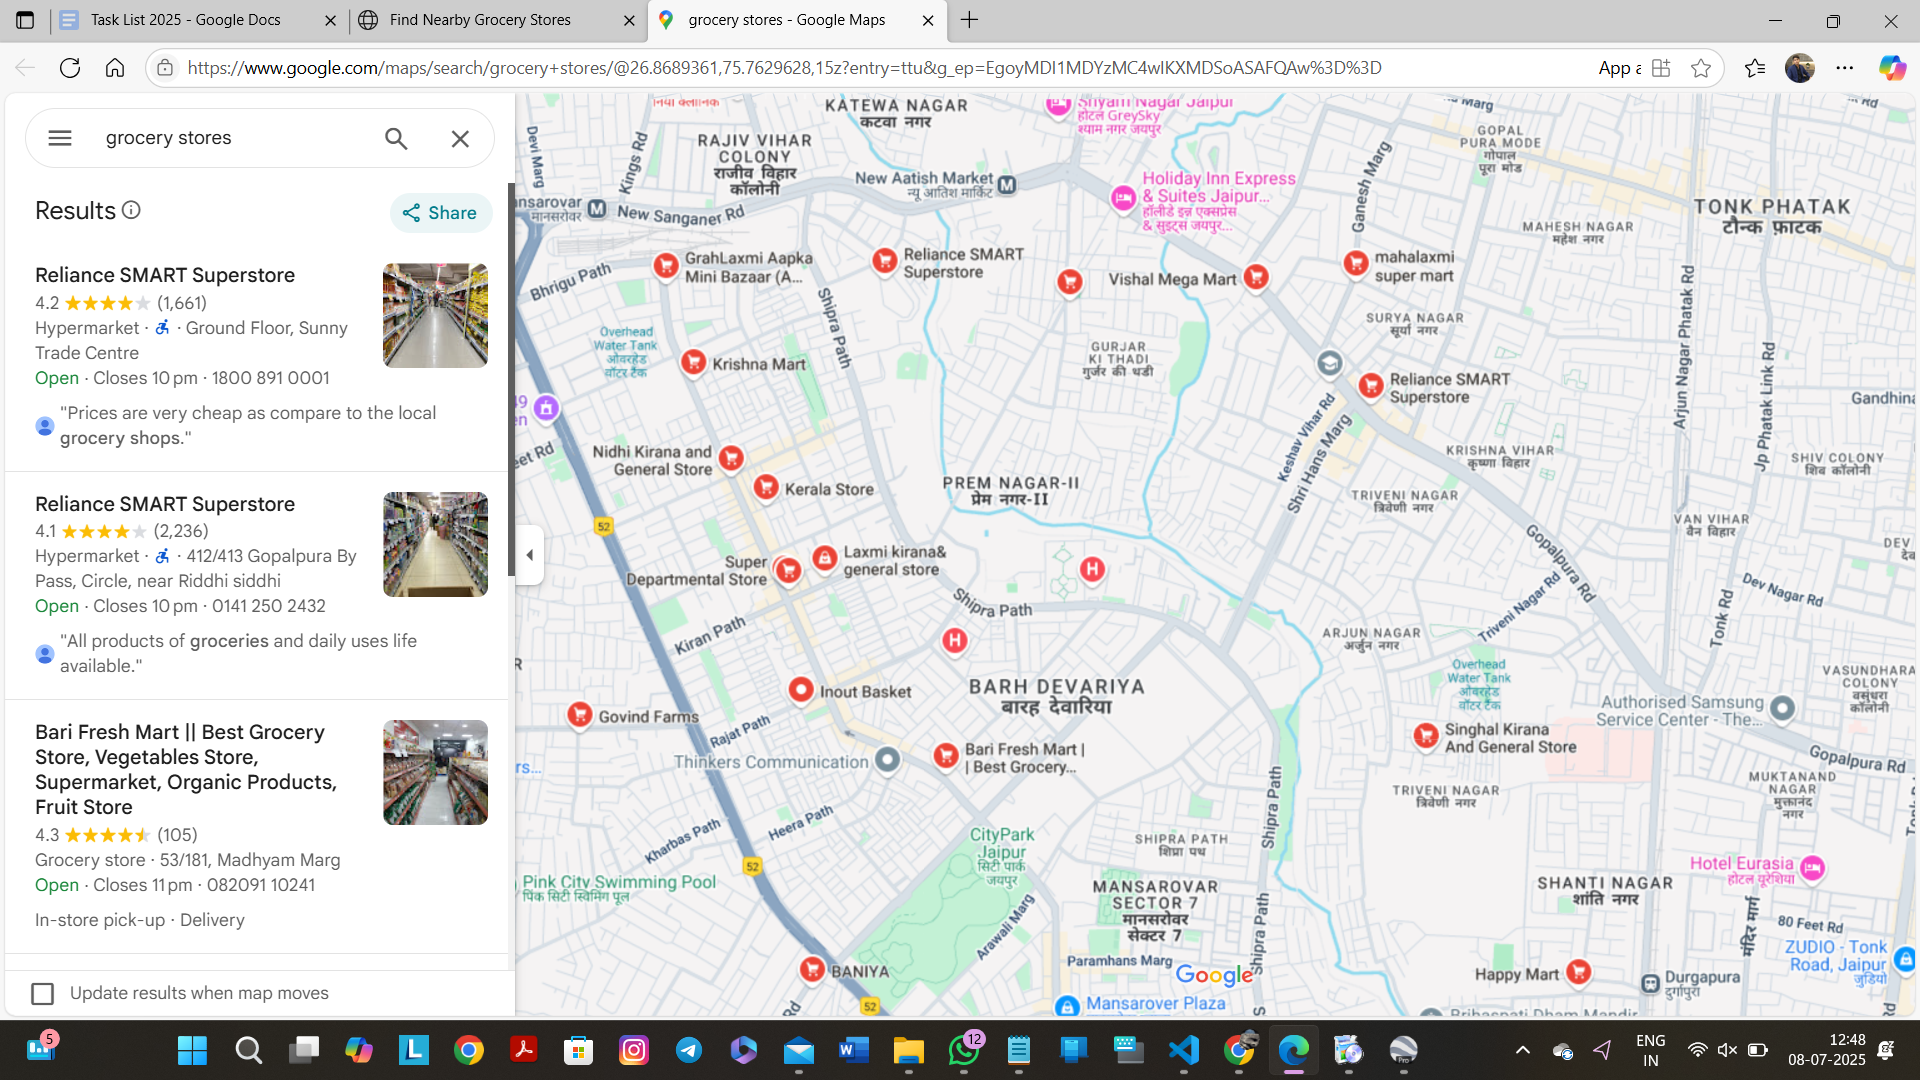 Task List 2025 - Google Docs
Find Nearby Grocery Stores
grocery stores - Google Maps
https://www.google.com/maps/search/grocery+stores/@26.8689361,75.7629628,15z?entry=ttu&g_ep=EgoyMDI1MDYzMC4wIKXMDSoASAFQAw%3D%3D
App a
grocery stores
Results
Share
Reliance SMART Superstore
4.2 (1,661)
Hypermarket · · Ground Floor, Sunny
Trade Centre
Open · Closes 10 pm · 1800 891 0001
"Prices are very cheap as compare to the local
grocery shops."
Reliance SMART Superstore
4.1 (2,236)
Hypermarket · · 412/413 Gopalpura By
Pass, Circle, near Riddhi siddhi
Open · Closes 10 pm · 0141 250 2432
"All products of groceries and daily uses life
available."
Bari Fresh Mart || Best Grocery
Store, Vegetables Store,
Supermarket, Organic Products,
Fruit Store
4.3 (105)
Grocery store · 53/181, Madhyam Marg
Open · Closes 11 pm · 082091 10241
In-store pick-up · Delivery
Update results when map moves
KATEWA NAGAR
कटवा नगर
Shyam Nagar Jaipur
होटल GreySky
श्याम नगर जयपुर
Devi Marg
Kings Rd
RAJIV VIHAR
COLONY
राजीव विहार
कॉलोनी
New Aatish Market
न्यू आतिश मार्किट
मानसरोवर
New Sanganer Rd
Holiday Inn Express
& Suites Jaipur...
हॉलीडे इन्न एक्सप्रेस
& सुइट्स जयपुर...
Ganesh Marg
GOPAL
PURA MODE
गोपाल
पूरा मोड
TONK PHATAK
टौन्क फ़ाटक
MAHESH NAGAR
महेश नगर
GrahLaxmi Aapka
Mini Bazaar (A...
Reliance SMART
Superstore
Vishal Mega Mart
mahalaxmi
super mart
Bhrigu Path
Shipra Path
Overhead
Water Tank
ओवरहेड
वॉटर टैंक
Krishna Mart
GURJAR
KI THADI
गुर्जर की थडी
SURYA NAGAR
सूर्या नगर
Arjun Nagar Phatak Rd
Jp Phatak Link Rd
Reliance SMART
Superstore
Keshav Vihar Rd
Shri Hans Marg
Nidhi Kirana and
General Store
Kerala Store
PREM NAGAR-II
प्रेम नगर-II
KRISHNA VIHAR
कृष्णा विहार
SHIV COLONY
शिव कॉलोनी
TRIVENI NAGAR
त्रिवेणी नगर
52
VAN VIHAR
वैन विहार
Gopalpura Rd
Super
Departmental Store
Laxmi kirana&
general store
Shipra Path
Kiran Path
Dev Nagar Rd
Triveni Nagar Rd
Tonk Rd
ARJUN NAGAR
अर्जुन नगर
Overhead
Water Tank
ओवरहेड
वॉटर टैंक
VASUNDHARA
COLONY
वसुंधरा
कॉलोनी
Inout Basket
BARH DEVARIYA
बारह देवारिया
Govind Farms
Rajat Path
Authorised Samsung
Service Center - The...
Thinkers Communication
Bari Fresh Mart |
| Best Grocery...
Singhal Kirana
And General Store
Gopalpura Rd
MUKTANAND
NAGAR
मुक्तानंद
नगर
TRIVENI NAGAR
त्रिवेणी नगर
Shipra Path
Heera Path
Kharbas Path
CityPark
Jaipur
सिटी पार्क
जयपुर
SHIPRA PATH
शिप्रा पथ
52
Pink City Swimming Pool
पिंक सिटी स्विमिंग पूल
MANSAROVAR
SECTOR 7
मानसरोवर
सेक्टर 7
Hotel Eurasia
होटल यूरेशिया
SHANTI NAGAR
शांति नगर
Arawali Marg
Shipra Path
मंदिर मार्ग
80 Feet Rd
ZUDIO - Tonk
Road, Jaipur
जुडियो
Paramhans Marg
Google
BANIYA
Happy Mart
Durgapura
दुर्गापुरा
52
Mansarover Plaza
5
12
ENG
IN
12:48
08-07-2025